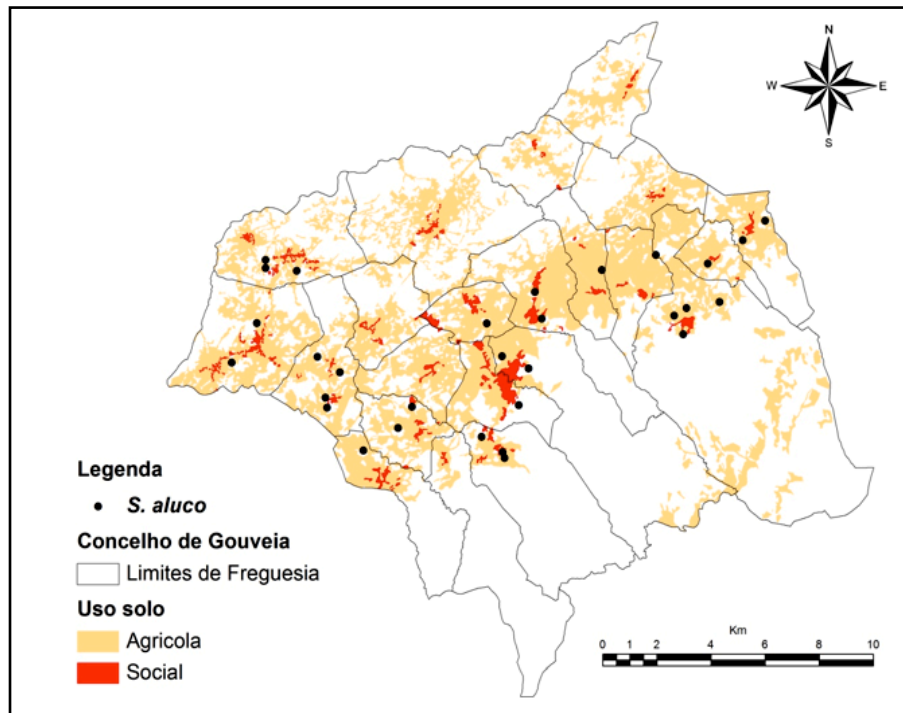 N
W E
S
Legenda
S. aluco
Concelho de Gouveia
Limites de Freguesia
Uso solo
Agricola
Social
Km
0 1 2 4 6 8 10